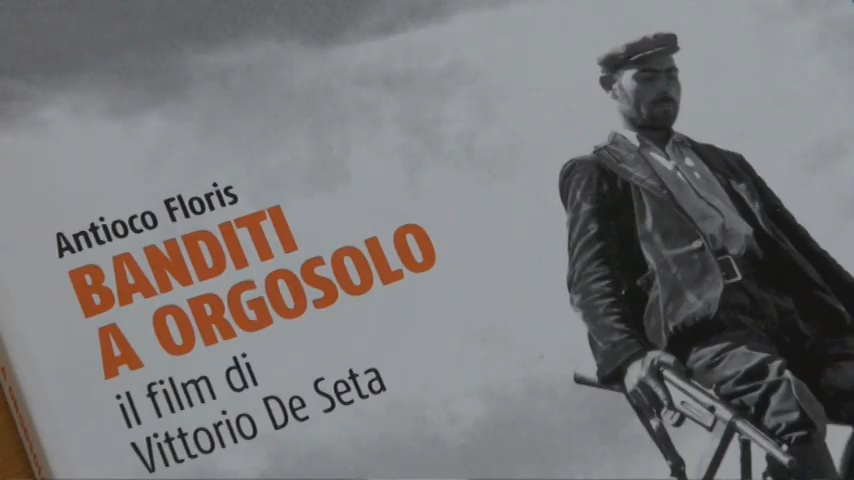 Antioco Floris
BANDITI
A ORGOSOLO
il film di
Vittorio De Seta